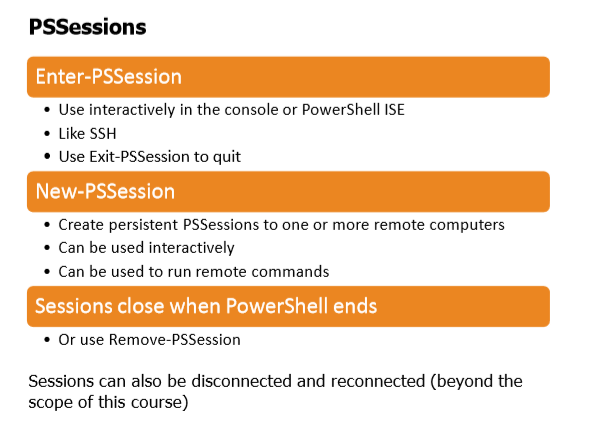 PSSessions
Enter-PSSession
• Use interactively in the console or PowerShell ISE
• Like SSH
• Use Exit-PSSession to quit
New-PSSession
• Create persistent PSSessions to one or more remote computers
• Can be used interactively
• Can be used to run remote commands
Sessions close when PowerShell ends
• Or use Remove-PSSession
Sessions can also be disconnected and reconnected (beyond the
scope of this course)